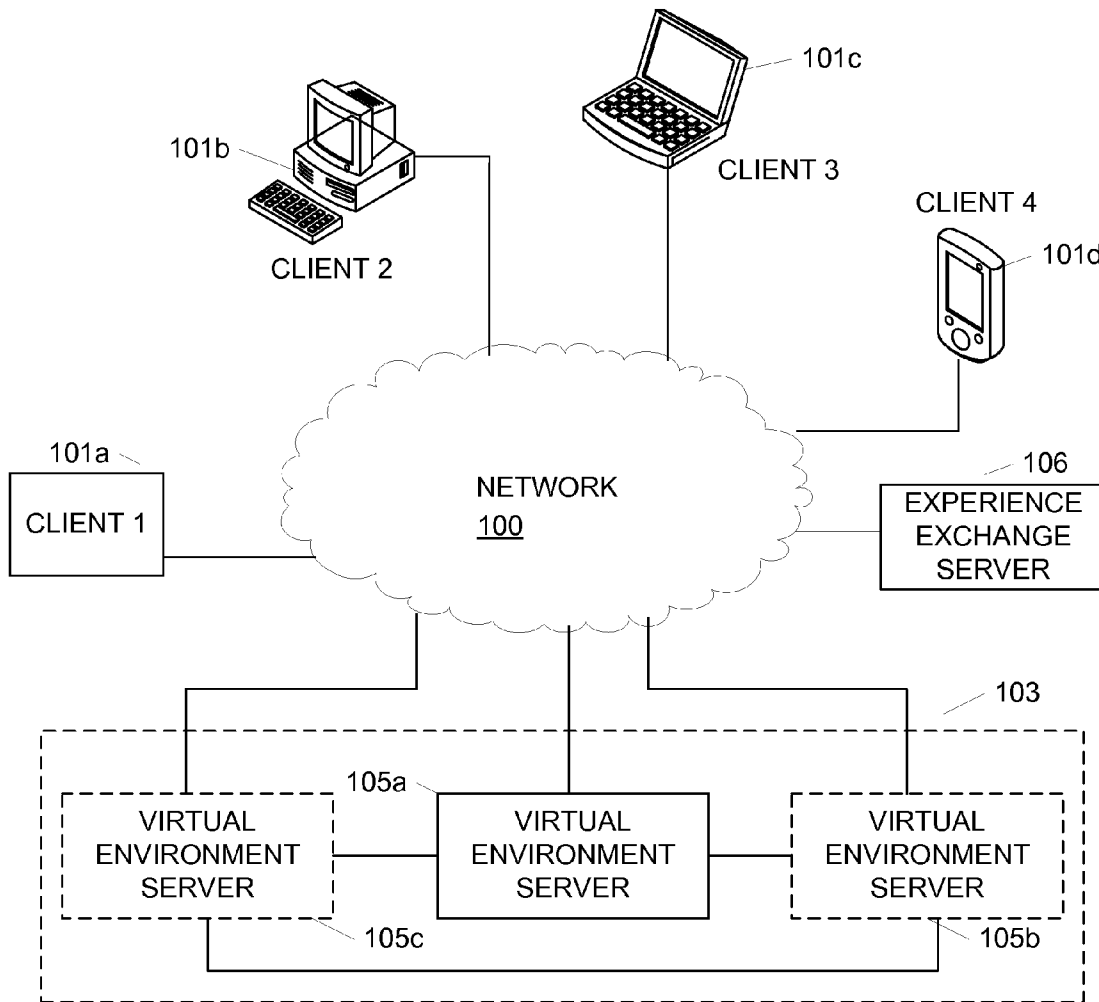 101c
101b
CLIENT 3
CLIENT 4
CLIENT 2
101d
101a
CLIENT 1
NETWORK
100
106
EXPERIENCE
EXCHANGE
SERVER
103
105a
VIRTUAL
ENVIRONMENT
SERVER
VIRTUAL
ENVIRONMENT
SERVER
VIRTUAL
ENVIRONMENT
SERVER
105c
105b